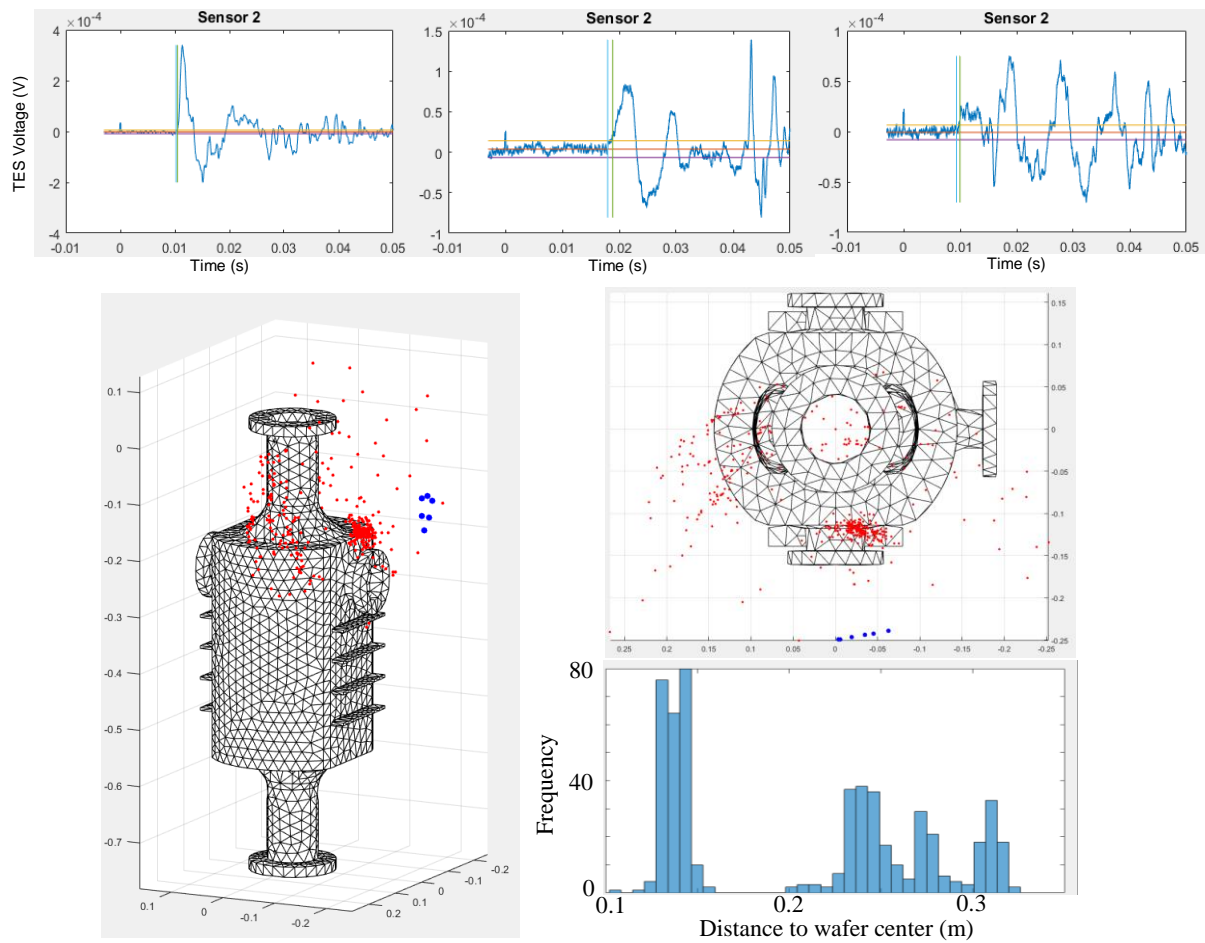 Sensor 2
×10⁻⁴
4
2
0
-2
-4
-0.01 0 0.01 0.02 0.03 0.04 0.05
TES Voltage (V)
Time (s)
Sensor 2
×10⁻⁴
1.5
1
0.5
0
-0.5
-1
-0.01 0 0.01 0.02 0.03 0.04 0.05
Time (s)
Sensor 2
×10⁻⁴
1
0.5
0
-0.5
-1
-0.01 0 0.01 0.02 0.03 0.04 0.05
Time (s)
0.1
0
-0.1
-0.2
-0.3
-0.4
-0.5
-0.6
-0.7
0.1 0 -0.1 -0.2
0.2 0.1 0 -0.1 -0.2
0.15
0.1
0.05
0
-0.05
-0.1
-0.15
-0.2
-0.25
0.25 0.2 0.15 0.1 0.05 0 -0.05 -0.1 -0.15 -0.2 -0.25
80
40
0
Frequency
0.1 0.2 0.3
Distance to wafer center (m)